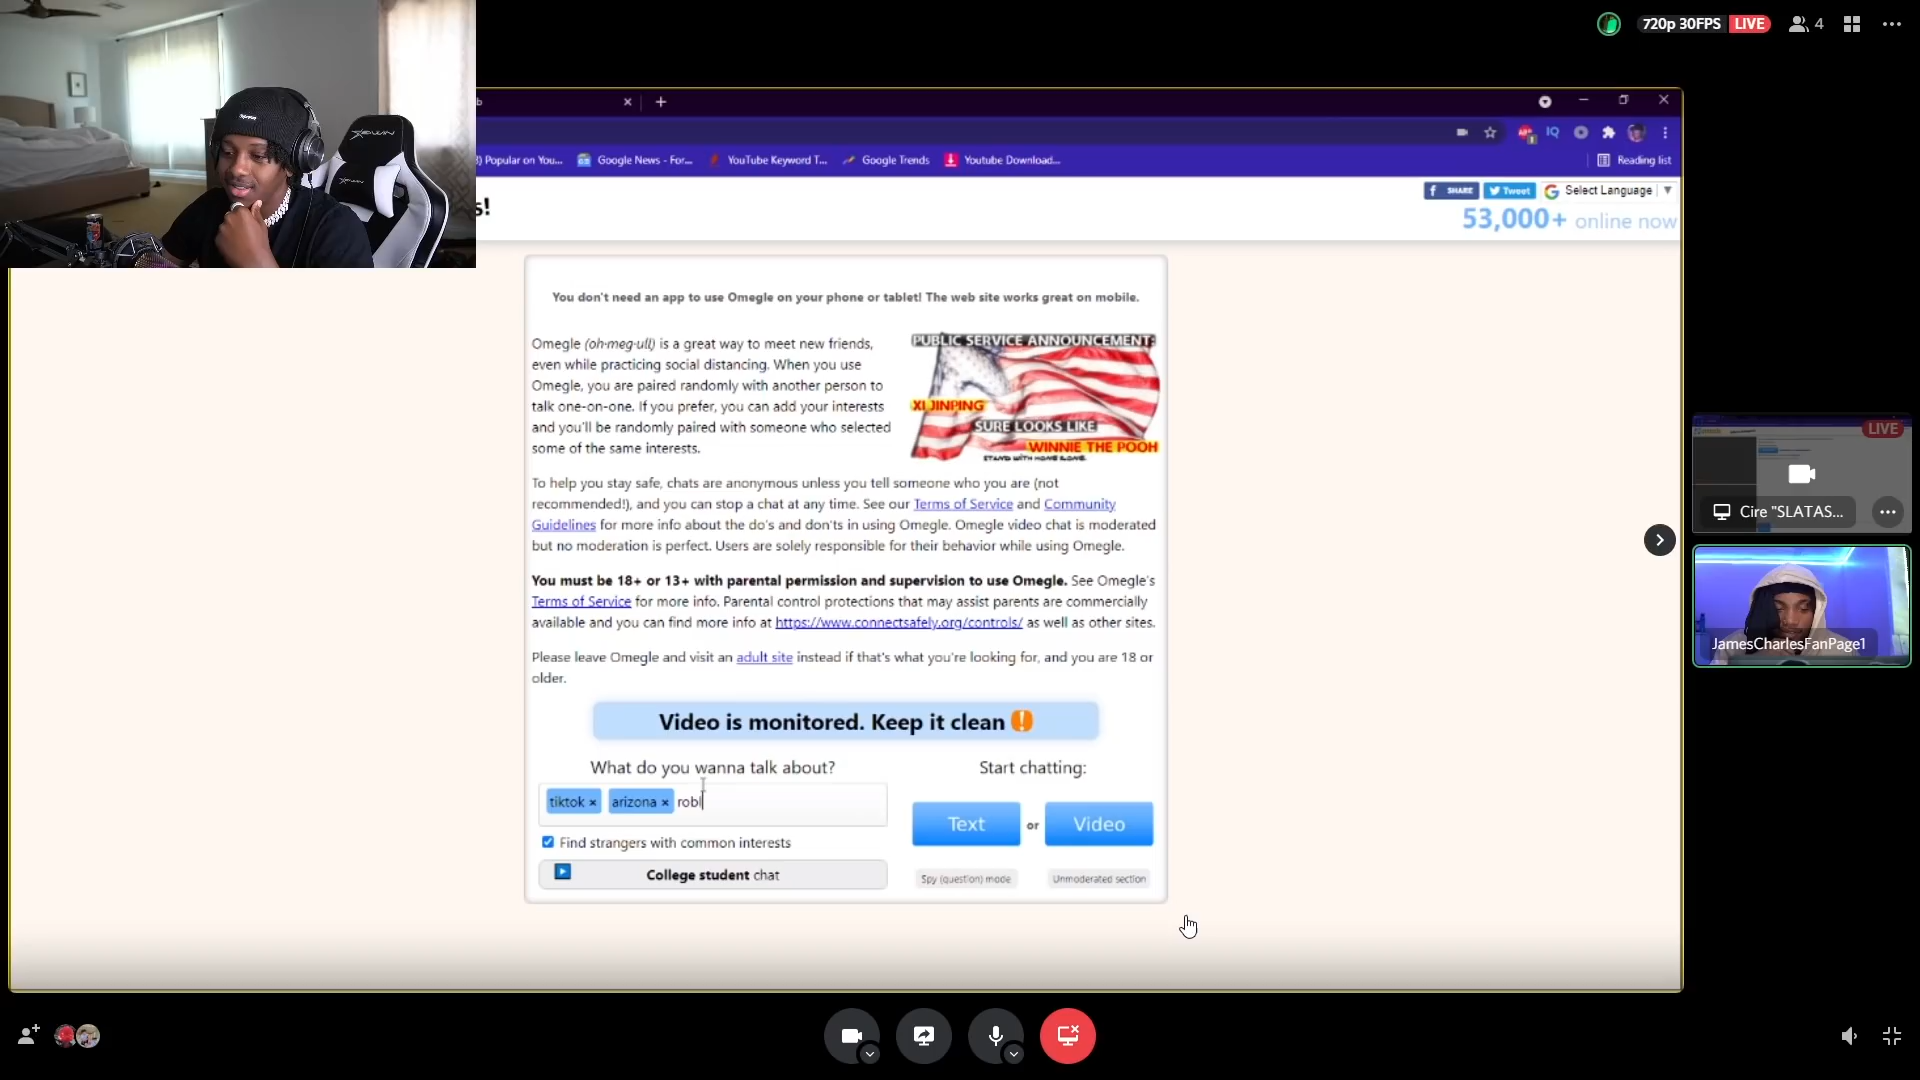 720p 30FPS LIVE 4
b
) Popular on You...
Google News - For...
YouTube Keyword T...
Google Trends
Youtube Download...
Reading list
s!
SHARE
Tweet
Select Language
53,000+ online now
You don't need an app to use Omegle on your phone or tablet! The web site works great on mobile.
Omegle (oh·meg·ull) is a great way to meet new friends,
even while practicing social distancing. When you use
Omegle, you are paired randomly with another person to
talk one-on-one. If you prefer, you can add your interests
and you'll be randomly paired with someone who selected
some of the same interests.
PUBLIC SERVICE ANNOUNCEMENT:
XI JINPING
SURE LOOKS LIKE
WINNIE THE POOH
STAND WITH HONG KONG.
To help you stay safe, chats are anonymous unless you tell someone who you are (not
recommended!), and you can stop a chat at any time. See our Terms of Service and Community
Guidelines for more info about the do's and don'ts in using Omegle. Omegle video chat is moderated
but no moderation is perfect. Users are solely responsible for their behavior while using Omegle.
You must be 18+ or 13+ with parental permission and supervision to use Omegle. See Omegle's
Terms of Service for more info. Parental control protections that may assist parents are commercially
available and you can find more info at https://www.connectsafely.org/controls/ as well as other sites.
Please leave Omegle and visit an adult site instead if that's what you're looking for, and you are 18 or
older.
Video is monitored. Keep it clean
What do you wanna talk about?
Start chatting:
tiktok × arizona × robl
Text or Video
Find strangers with common interests
College student chat
Spy (question) mode
Unmoderated section
LIVE
Cire "SLATAS...
JamesCharlesFanPage1